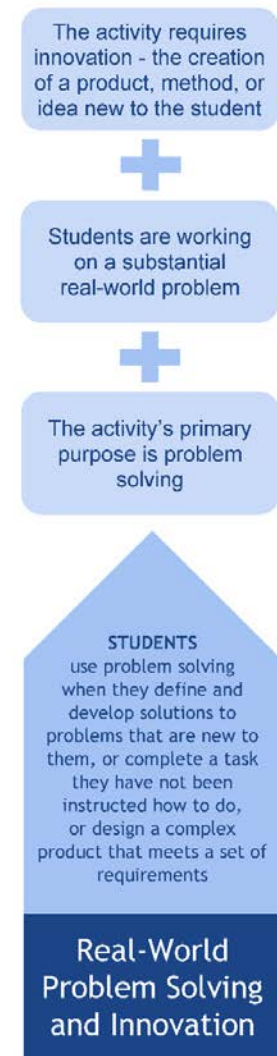 The activity requires
innovation - the creation
of a product, method, or
idea new to the student
Students are working
on a substantial
real-world problem
The activity's primary
purpose is problem
solving
STUDENTS
use problem solving
when they define and
develop solutions to
problems that are new to
them, or complete a task
they have not been
instructed how to do,
or design a complex
product that meets a set of
requirements
Real-World
Problem Solving
and Innovation